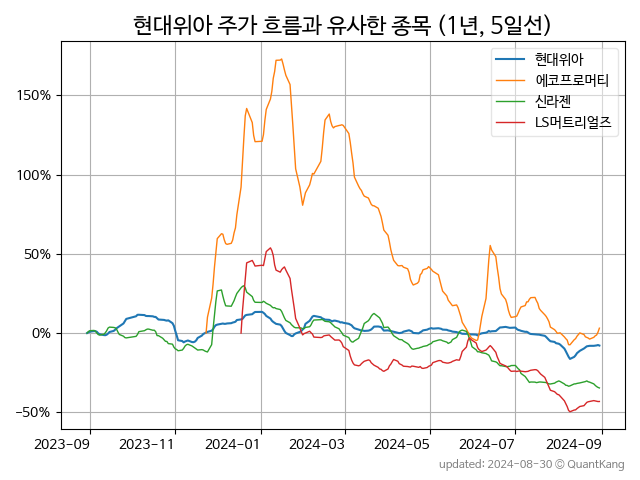 현대위아 주가 흐름과 유사한 종목 (1년, 5일선)
현대위아
에코프로머티
신라젠
LS머트리얼즈
150%
100%
50%
0%
−50%
2023-09 2023-11 2024-01 2024-03 2024-05 2024-07 2024-09
updated: 2024-08-30 © QuantKang